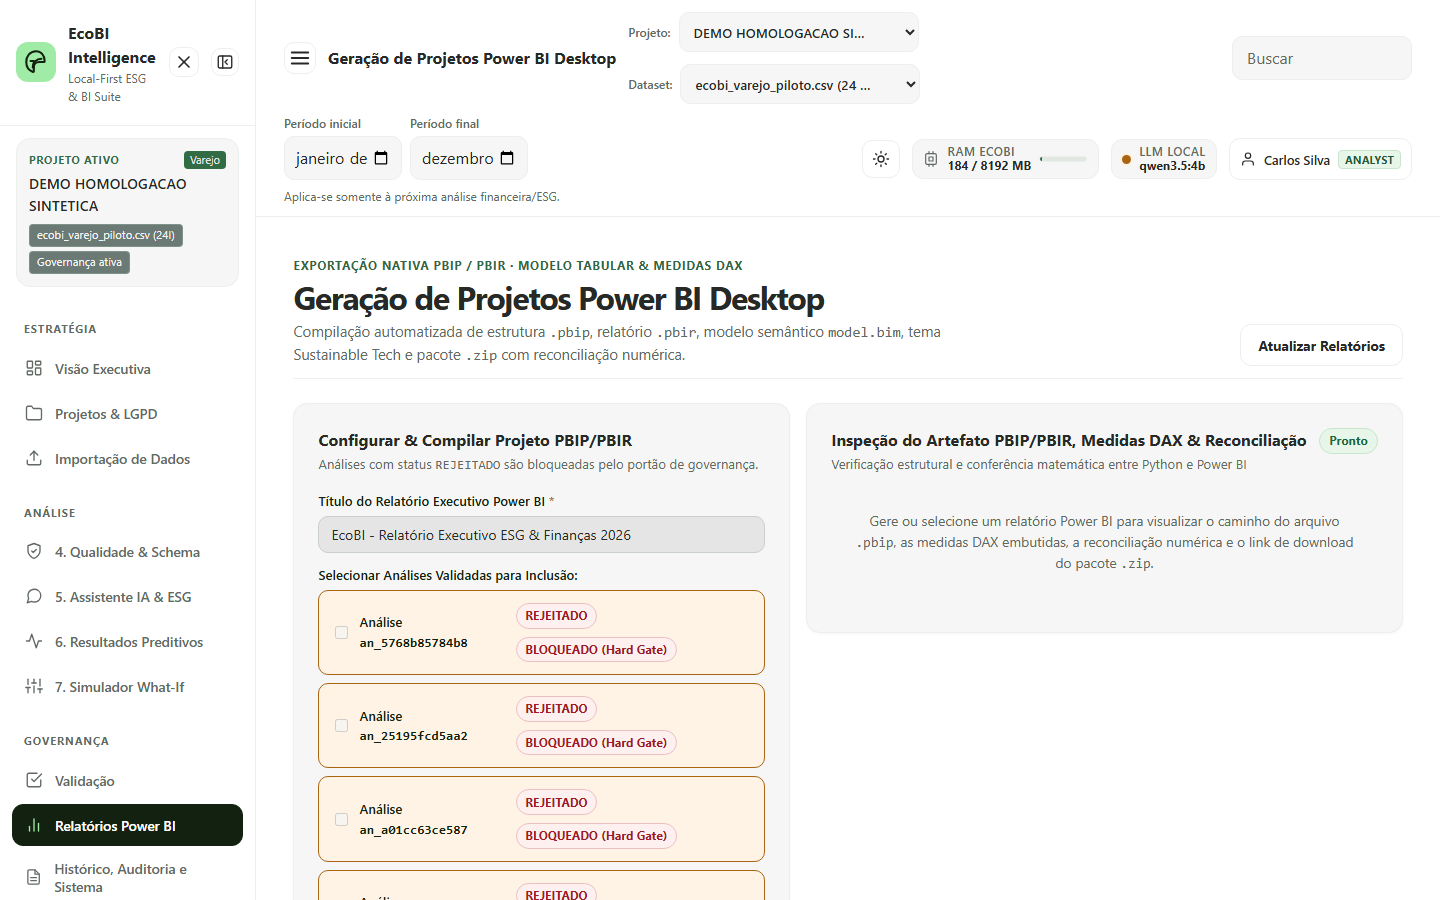 EcoBI
Intelligence
Local-First ESG
& BI Suite
PROJETO ATIVO
Varejo
DEMO HOMOLOGACAO
SINTETICA
ecobi_varejo_piloto.csv (24l)
Governança ativa
ESTRATÉGIA
Visão Executiva
Projetos & LGPD
Importação de Dados
ANÁLISE
4. Qualidade & Schema
5. Assistente IA & ESG
6. Resultados Preditivos
7. Simulador What-If
GOVERNANÇA
Validação
Relatórios Power BI
Histórico, Auditoria e
Sistema
Geração de Projetos Power BI Desktop
Projeto:
DEMO HOMOLOGACAO SI...
Dataset:
ecobi_varejo_piloto.csv (24 ...
Buscar
Período inicial
Período final
janeiro de
dezembro
Aplica-se somente à próxima análise financeira/ESG.
RAM ECOBI
184 / 8192 MB
LLM LOCAL
qwen3.5:4b
Carlos Silva
ANALYST
EXPORTAÇÃO NATIVA PBIP / PBIR · MODELO TABULAR & MEDIDAS DAX
Geração de Projetos Power BI Desktop
Compilação automatizada de estrutura .pbip, relatório .pbir, modelo semântico model.bim, tema
Sustainable Tech e pacote .zip com reconciliação numérica.
Atualizar Relatórios
Configurar & Compilar Projeto PBIP/PBIR
Análises com status REJEITADO são bloqueadas pelo portão de governança.
Título do Relatório Executivo Power BI *
EcoBI - Relatório Executivo ESG & Finanças 2026
Selecionar Análises Validadas para Inclusão:
Análise
an_5768b85784b8
REJEITADO
BLOQUEADO (Hard Gate)
Análise
an_25195fcd5aa2
REJEITADO
BLOQUEADO (Hard Gate)
Análise
an_a01cc63ce587
REJEITADO
BLOQUEADO (Hard Gate)
Análise
REJEITADO
Inspeção do Artefato PBIP/PBIR, Medidas DAX & Reconciliação
Pronto
Verificação estrutural e conferência matemática entre Python e Power BI
Gere ou selecione um relatório Power BI para visualizar o caminho do arquivo
.pbip, as medidas DAX embutidas, a reconciliação numérica e o link de download
do pacote .zip.